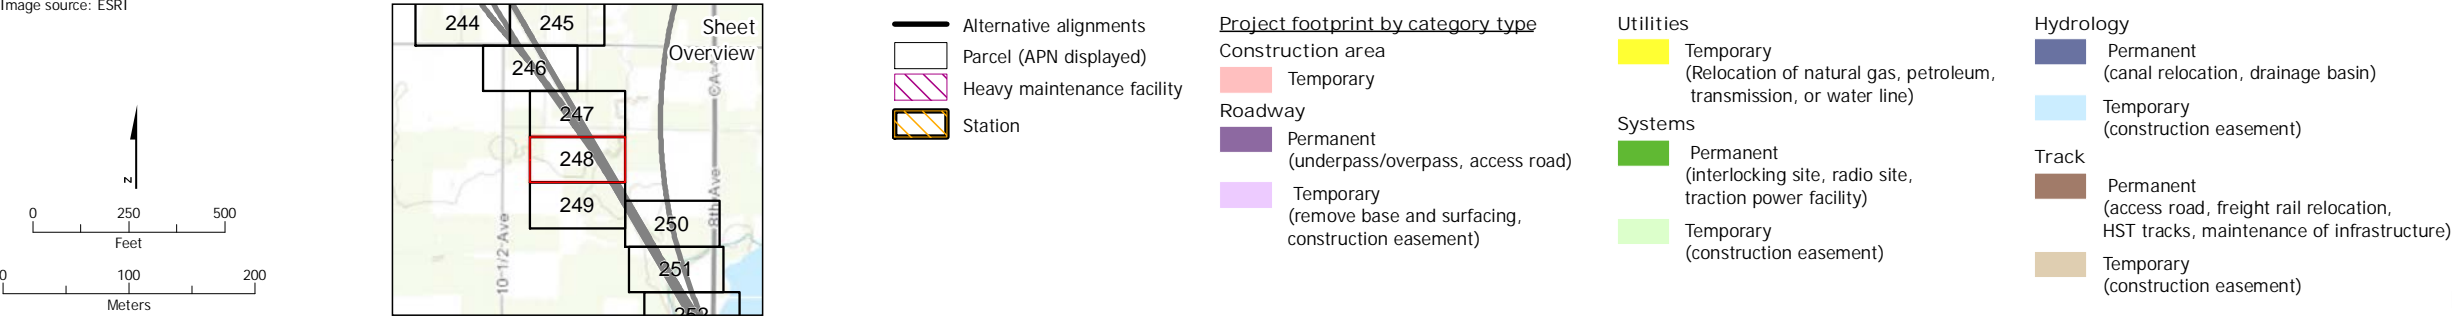 Image source: ESRI
N
0 250 500
Feet
0 100 200
Meters
244 245
Sheet
Overview
246
247
248
249
250
251
252
10-1/2-Ave
8th Ave
CA
Alternative alignments
Parcel (APN displayed)
Heavy maintenance facility
Station
Project footprint by category type
Construction area
Temporary
Roadway
Permanent
(underpass/overpass, access road)
Temporary
(remove base and surfacing,
construction easement)
Utilities
Temporary
(Relocation of natural gas, petroleum,
transmission, or water line)
Systems
Permanent
(interlocking site, radio site,
traction power facility)
Temporary
(construction easement)
Hydrology
Permanent
(canal relocation, drainage basin)
Temporary
(construction easement)
Track
Permanent
(access road, freight rail relocation,
HST tracks, maintenance of infrastructure)
Temporary
(construction easement)